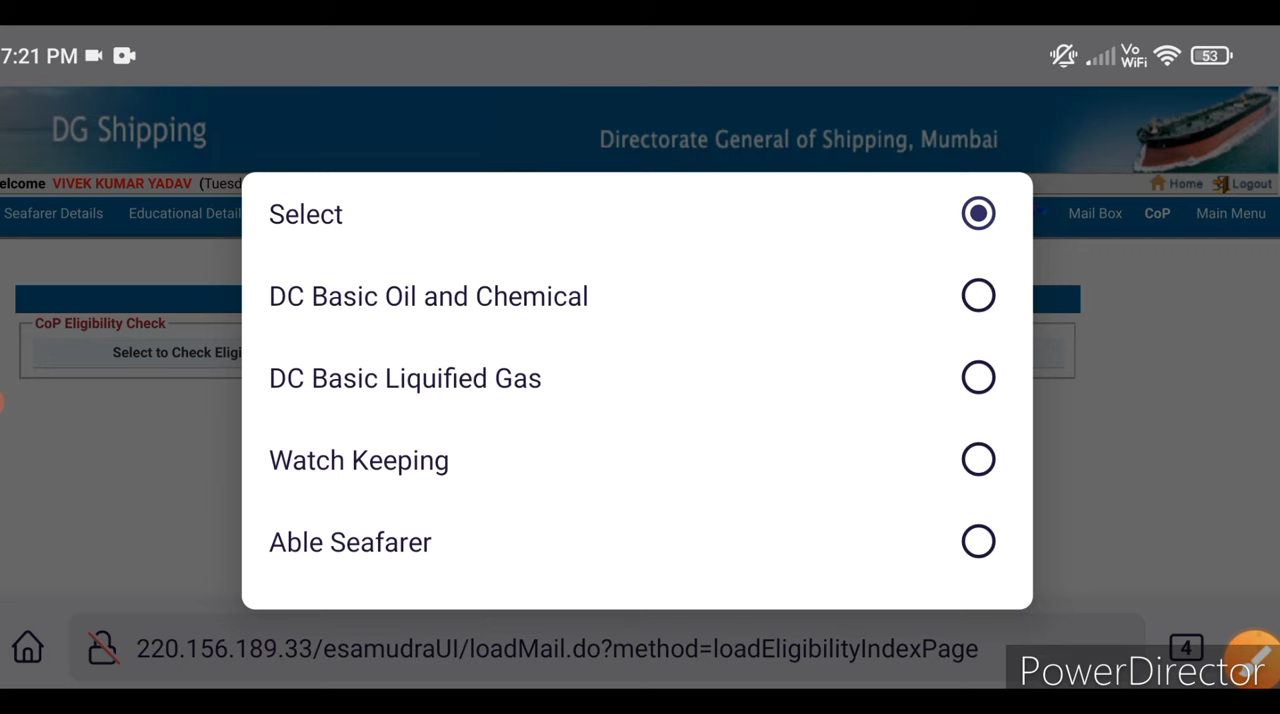 7:21 PM
Vo
WiFi
53
DG Shipping
Directorate General of Shipping, Mumbai
elcome VIVEK KUMAR YADAV (Tuesd
Home Logout
Seafarer Details Educational Detail
Mail Box CoP Main Menu
Select
DC Basic Oil and Chemical
CoP Eligibility Check
Select to Check Eligi
DC Basic Liquified Gas
Watch Keeping
Able Seafarer
220.156.189.33/esamudraUI/loadMail.do?method=loadEligibilityIndexPage
4
PowerDirector